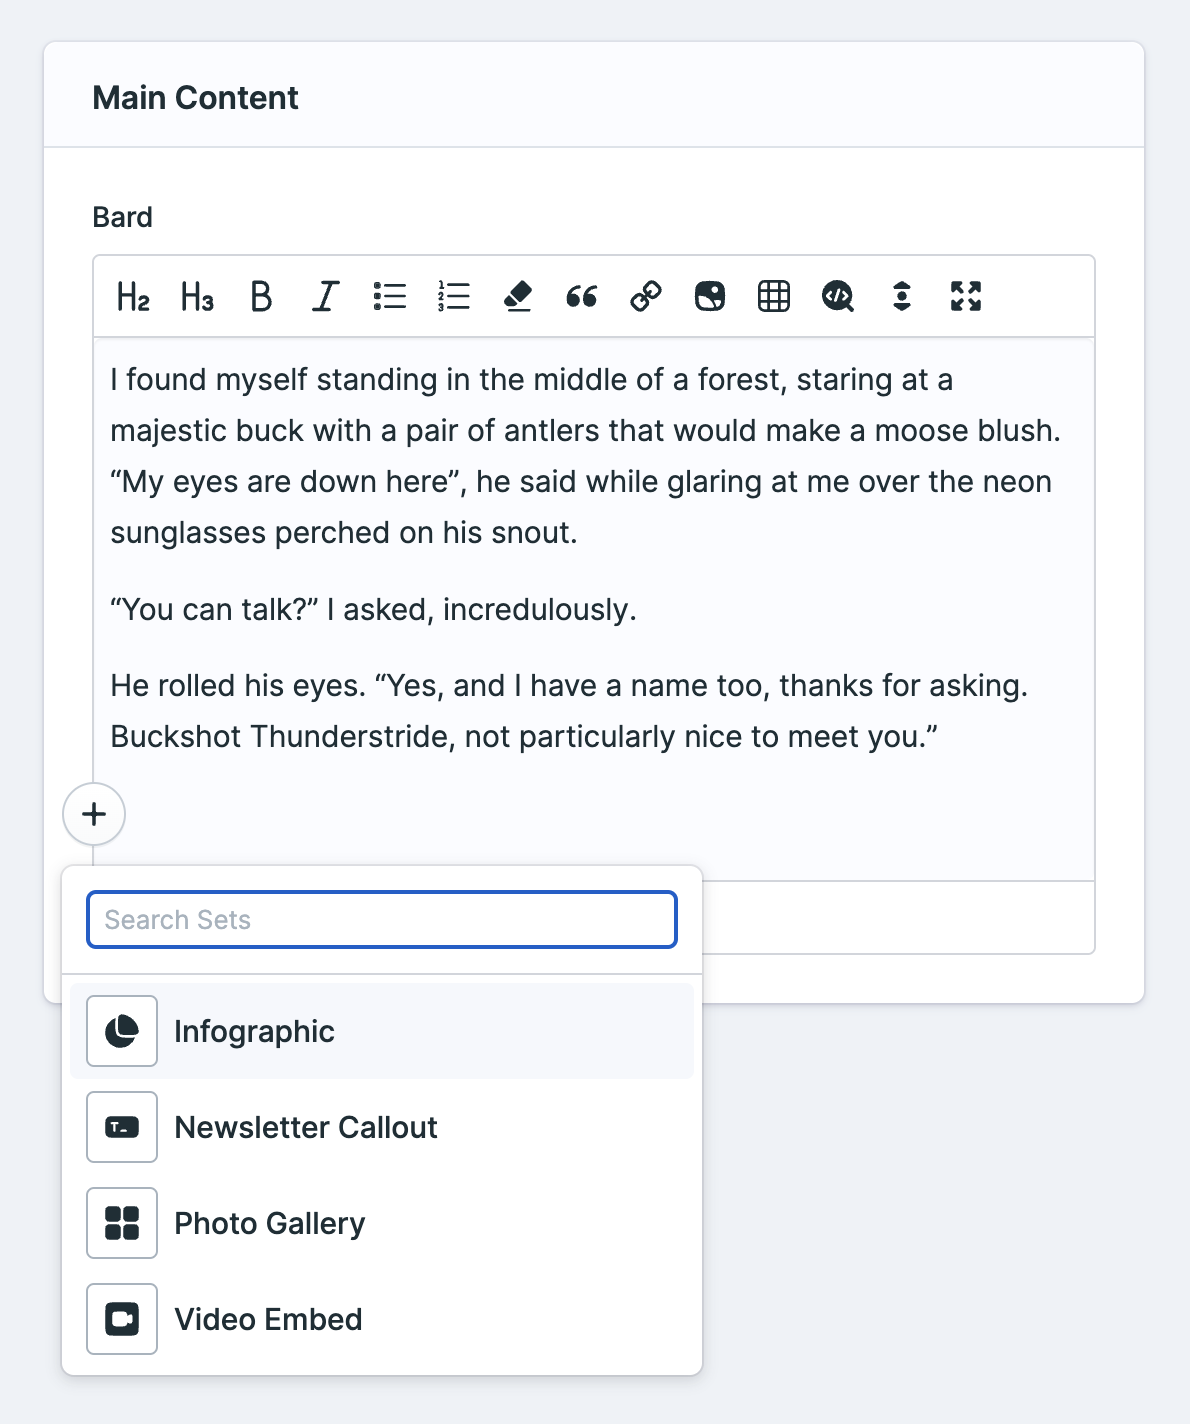 Main Content
Bard
H2 H3 B I
I found myself standing in the middle of a forest, staring at a
majestic buck with a pair of antlers that would make a moose blush.
“My eyes are down here”, he said while glaring at me over the neon
sunglasses perched on his snout.
“You can talk?” I asked, incredulously.
He rolled his eyes. “Yes, and I have a name too, thanks for asking.
Buckshot Thunderstride, not particularly nice to meet you.”
Search Sets
Infographic
Newsletter Callout
Photo Gallery
Video Embed